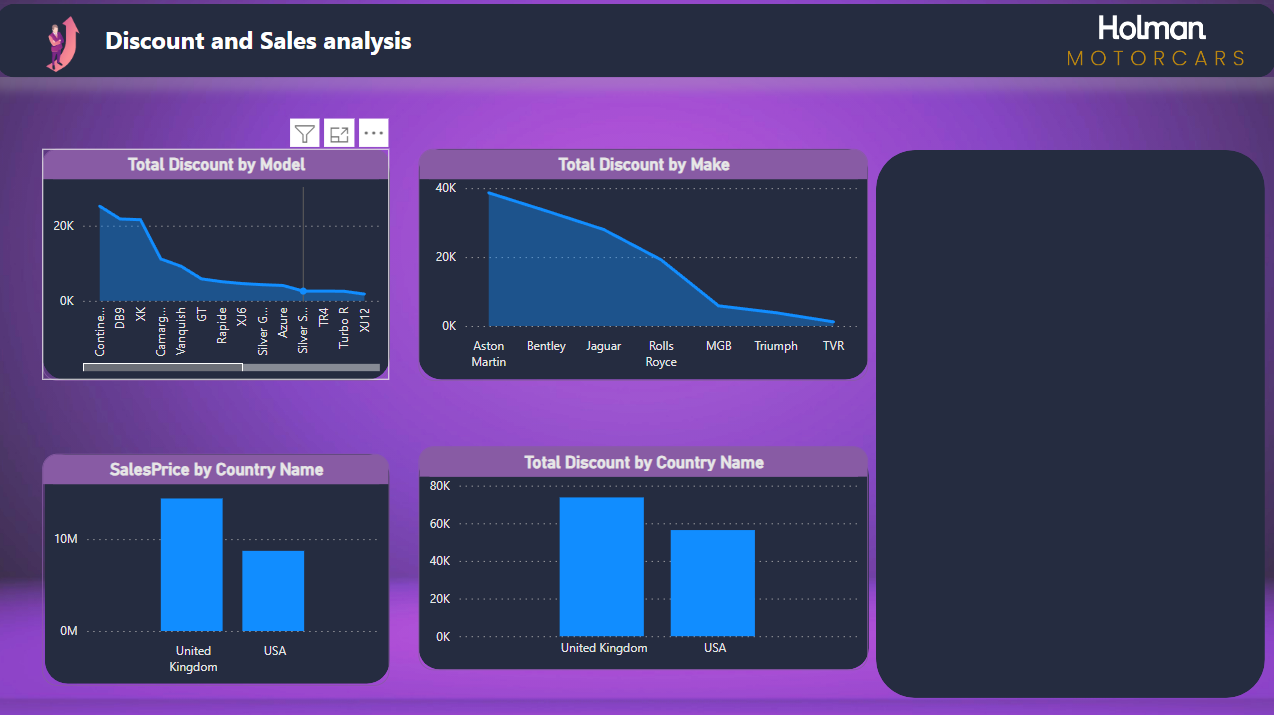 Discount and Sales analysis
Holman
MOTORCARS
Total Discount by Model
20K
0K
Contine...
DB9
XK
Camarg...
Vanquish
GT
Rapide
XJ6
Silver G...
Azure
Silver S...
TR4
Turbo R
XJ12
Total Discount by Make
40K
20K
0K
Aston
Martin
Bentley
Jaguar
Rolls
Royce
MGB
Triumph
TVR
SalesPrice by Country Name
10M
0M
United
Kingdom
USA
Total Discount by Country Name
80K
60K
40K
20K
0K
United Kingdom
USA